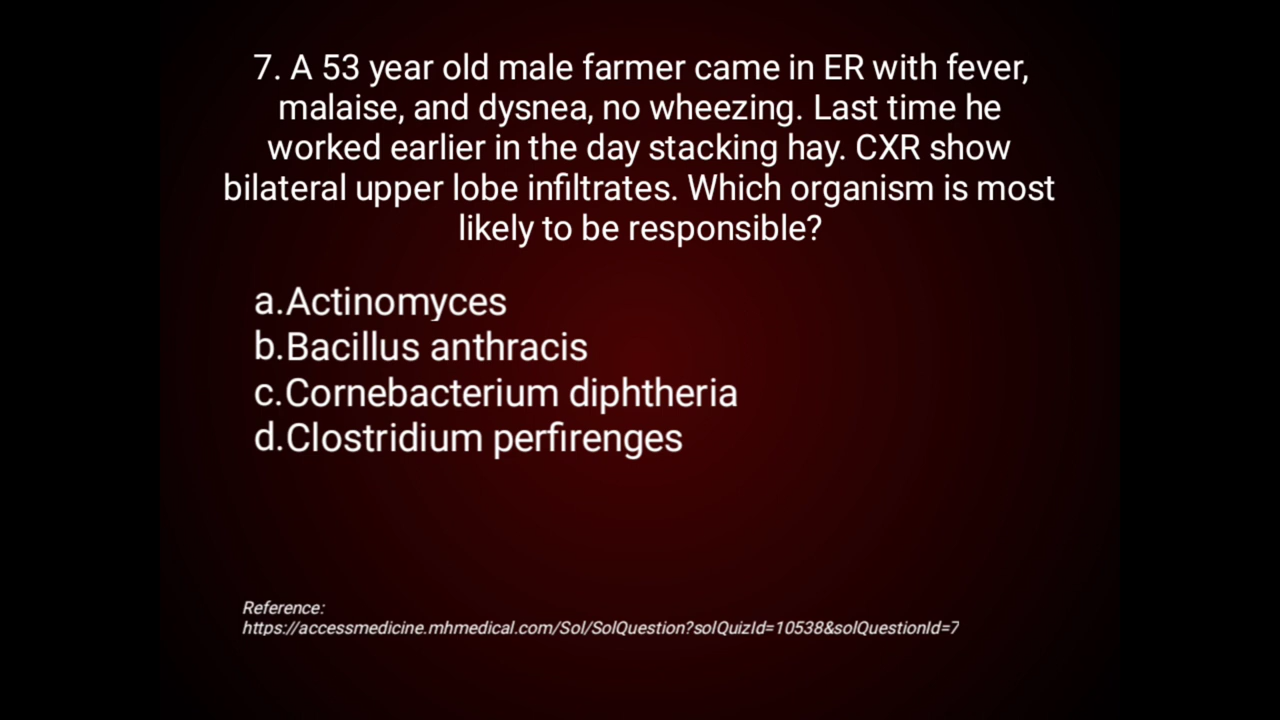 7. A 53 year old male farmer came in ER with fever,
malaise, and dysnea, no wheezing. Last time he
worked earlier in the day stacking hay. CXR show
bilateral upper lobe infiltrates. Which organism is most
likely to be responsible?
a.Actinomyces
b.Bacillus anthracis
c.Cornebacterium diphtheria
d.Clostridium perfirenges
Reference:
https://accessmedicine.mhmedical.com/Sol/SolQuestion?solQuizId=10538&solQuestionId=7